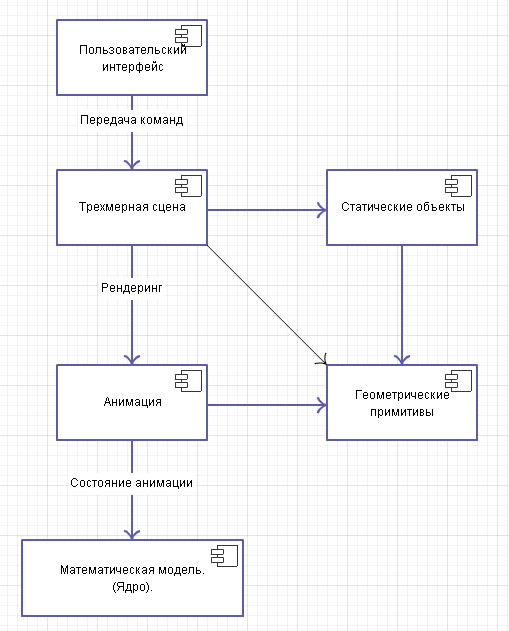 Пользовательский
интерфейс
Передача команд
Трехмерная сцена
Статические объекты
Рендеринг
Анимация
Геометрические
примитивы
Состояние анимации
Математическая модель.
(Ядро).